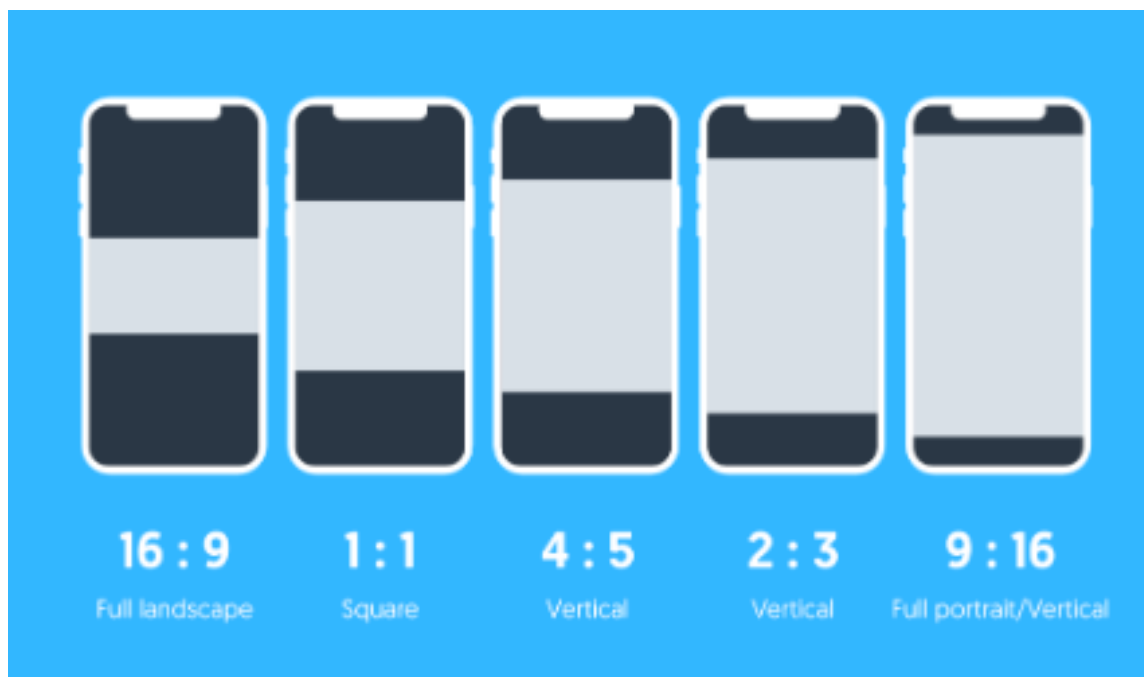 16 : 9
Full landscape
1 : 1
Square
4 : 5
Vertical
2 : 3
Vertical
9 : 16
Full portrait/Vertical